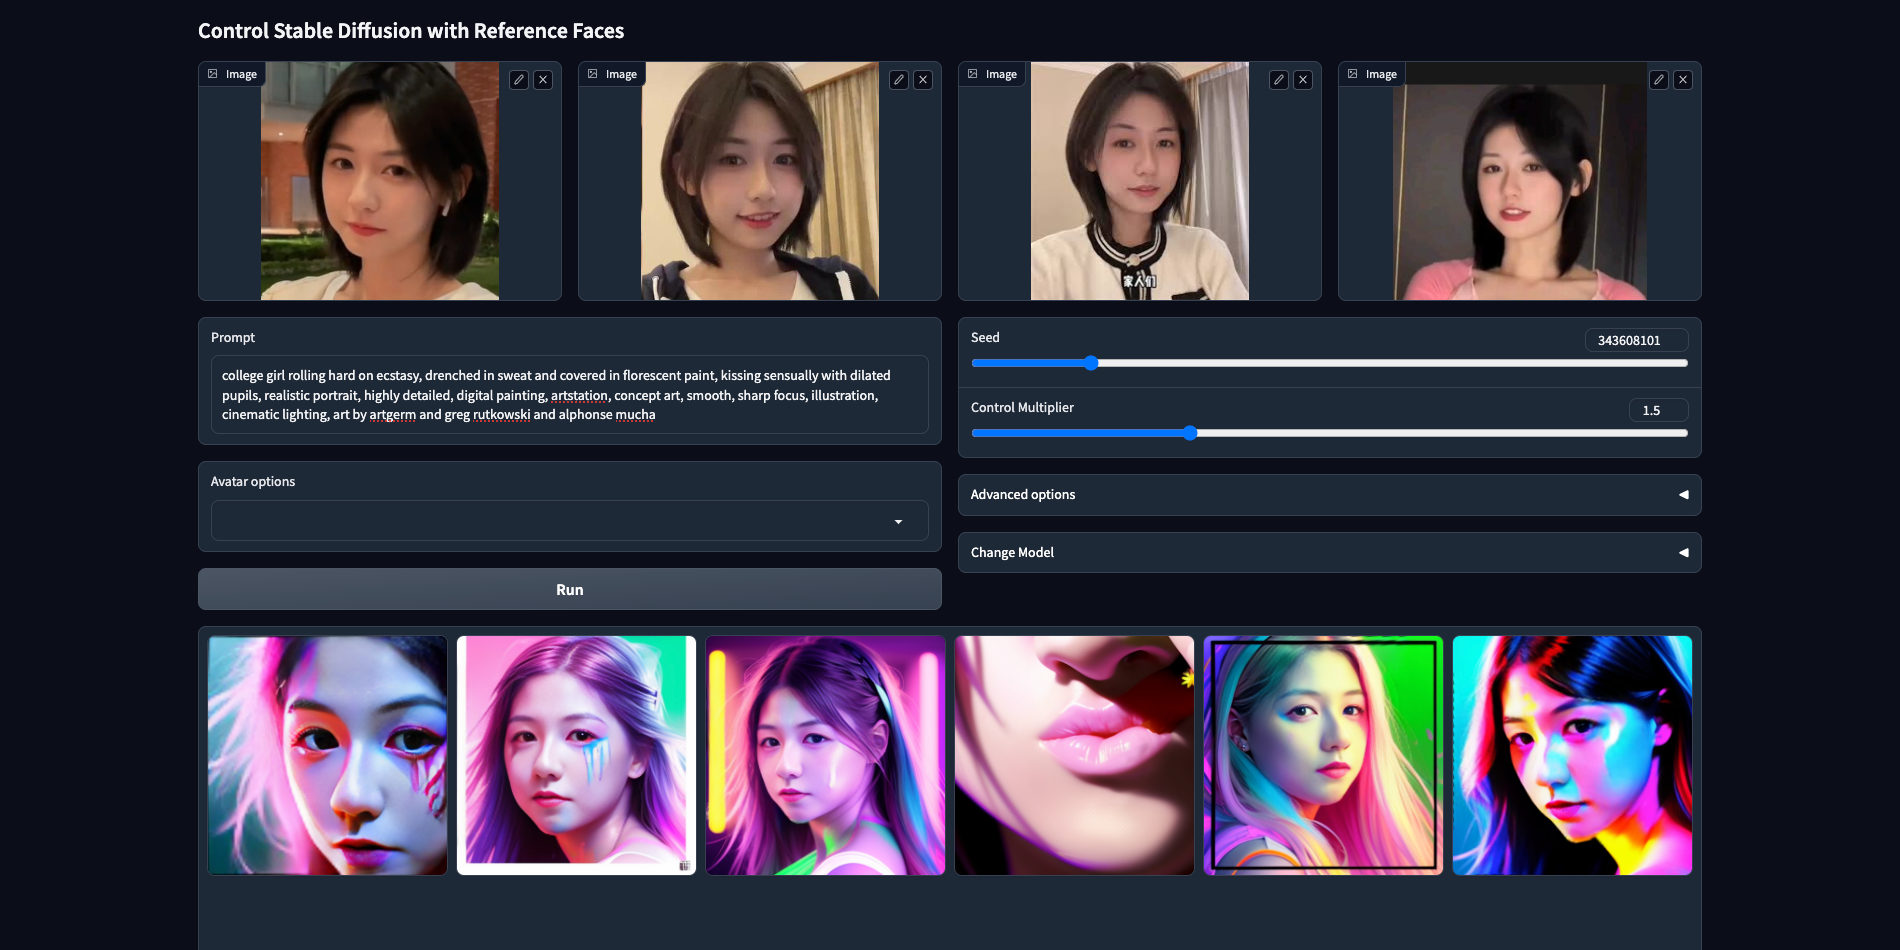 Control Stable Diffusion with Reference Faces
Image
Image
Image
Image
家人们
Prompt
college girl rolling hard on ecstasy, drenched in sweat and covered in florescent paint, kissing sensually with dilated
pupils, realistic portrait, highly detailed, digital painting, artstation, concept art, smooth, sharp focus, illustration,
cinematic lighting, art by artgerm and greg rutkowski and alphonse mucha
Seed
343608101
Control Multiplier
1.5
Avatar options
Advanced options
Change Model
Run